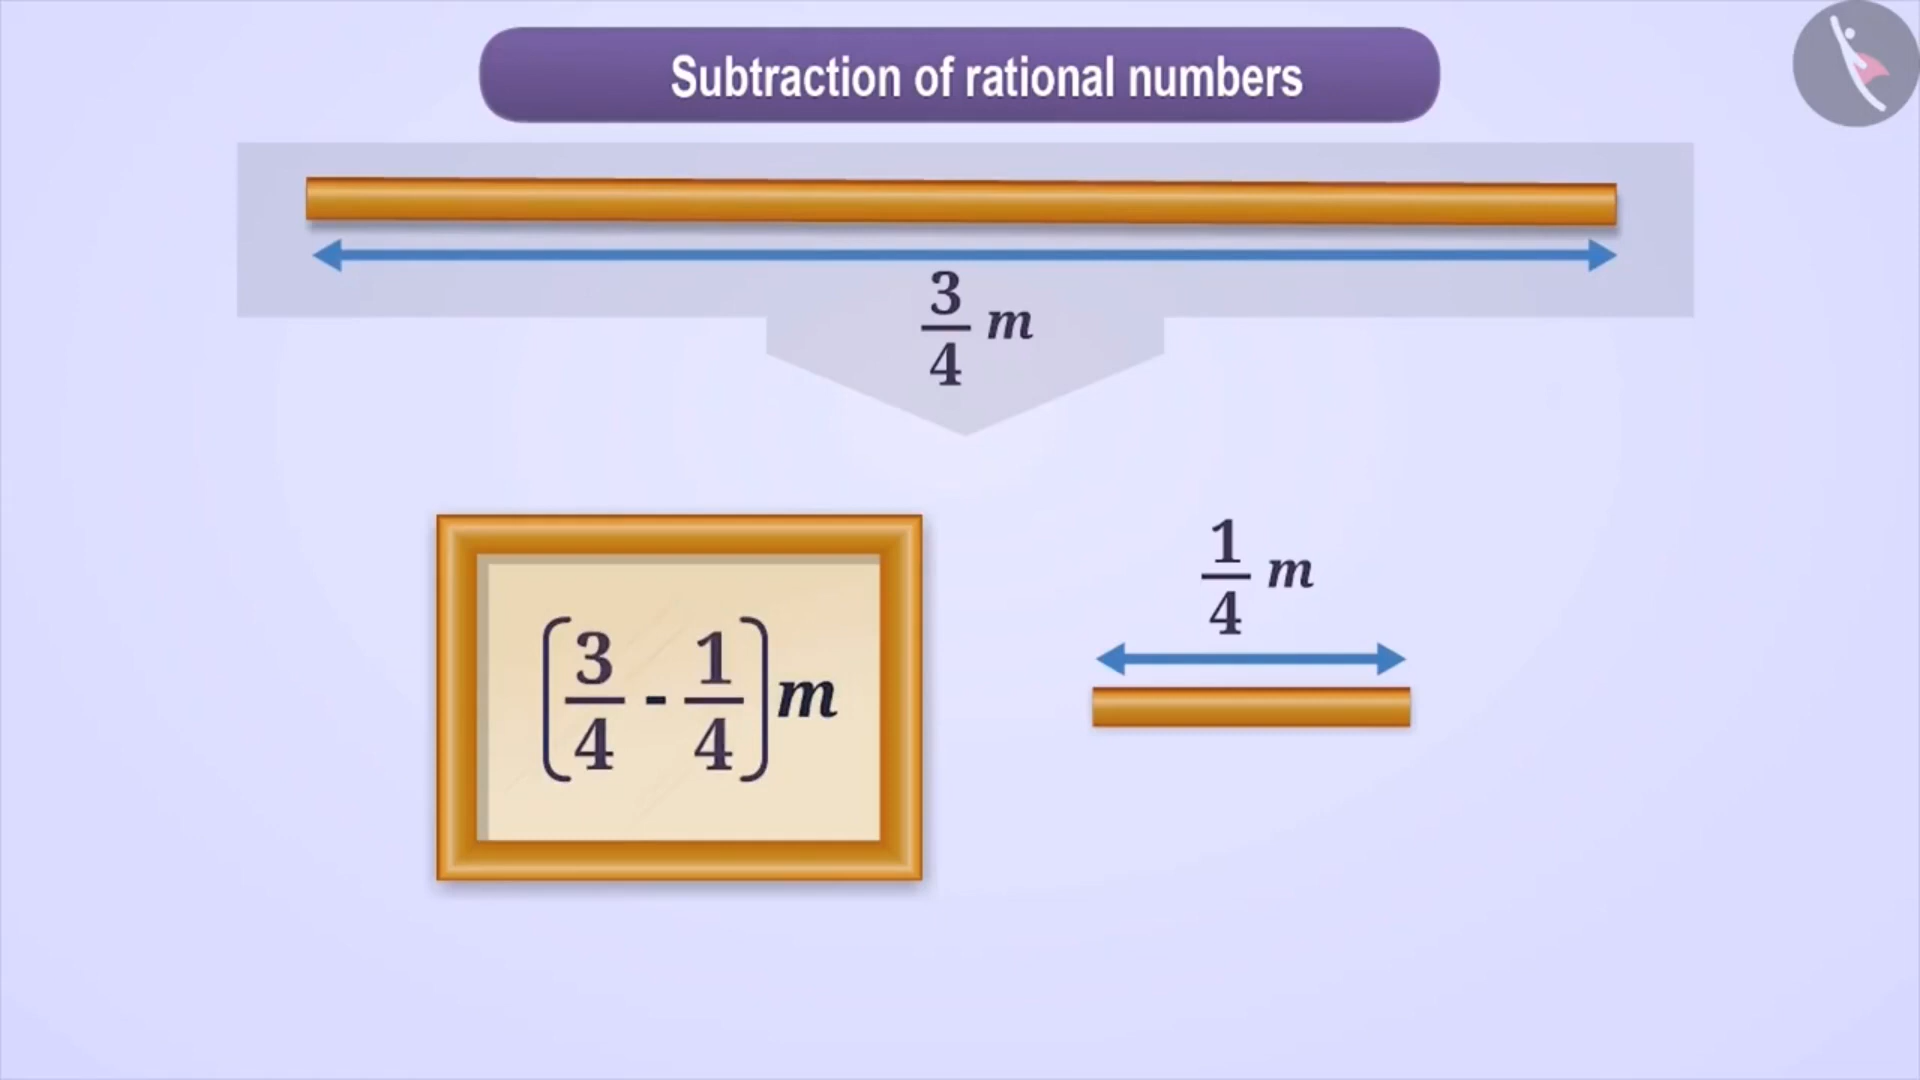 Subtraction of rational numbers
3/4 m
1/4 m
(3/4 - 1/4) m